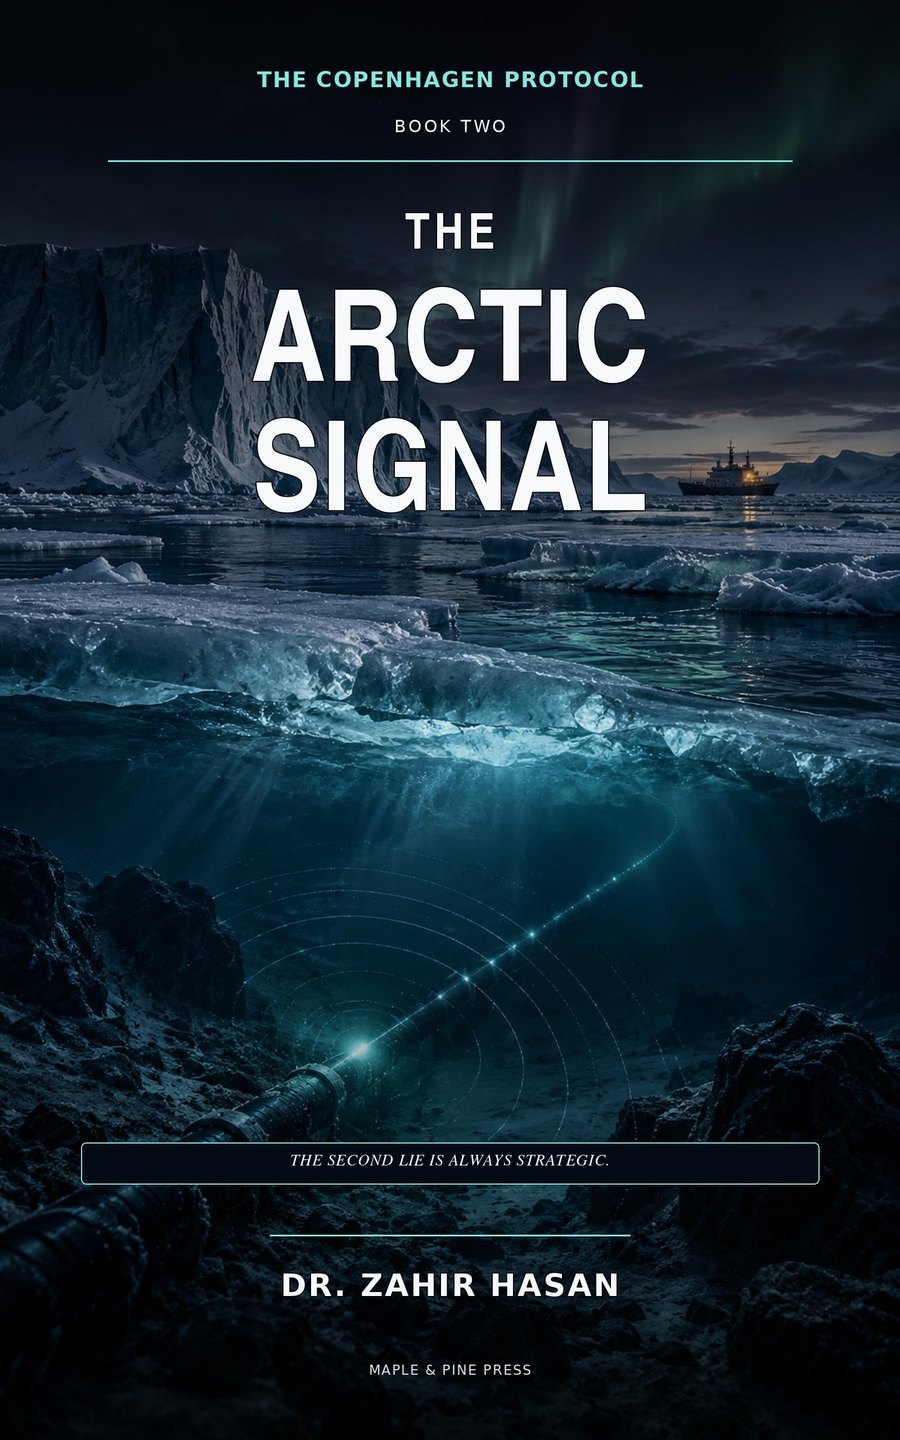 THE COPENHAGEN PROTOCOL
BOOK TWO
THE
ARCTIC
SIGNAL
THE SECOND LIE IS ALWAYS STRATEGIC.
DR. ZAHIR HASAN
MAPLE & PINE PRESS